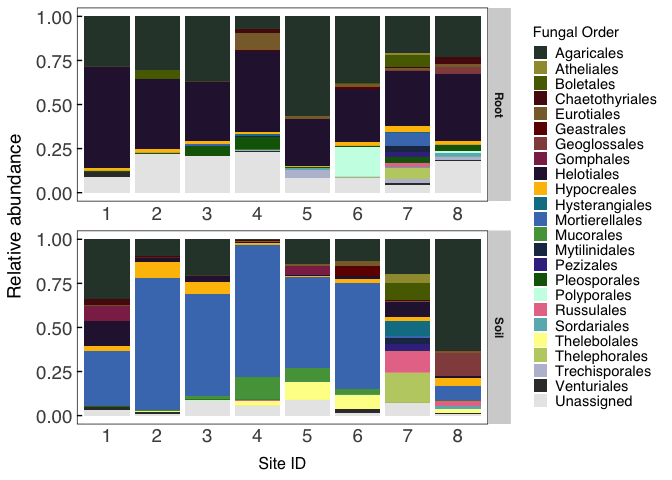 Relative abundance
1.00
0.75
0.50
0.25
0.00
1 2 3 4 5 6 7 8
Root
1.00
0.75
0.50
0.25
0.00
1 2 3 4 5 6 7 8
Soil
Site ID
Fungal Order
Agaricales
Atheliales
Boletales
Chaetothyriales
Eurotiales
Geastrales
Geoglossales
Gomphales
Helotiales
Hypocreales
Hysterangiales
Mortierellales
Mucorales
Mytilinidales
Pezizales
Pleosporales
Polyporales
Russulales
Sordariales
Thelebolales
Thelephorales
Trechisporales
Venturiales
Unassigned